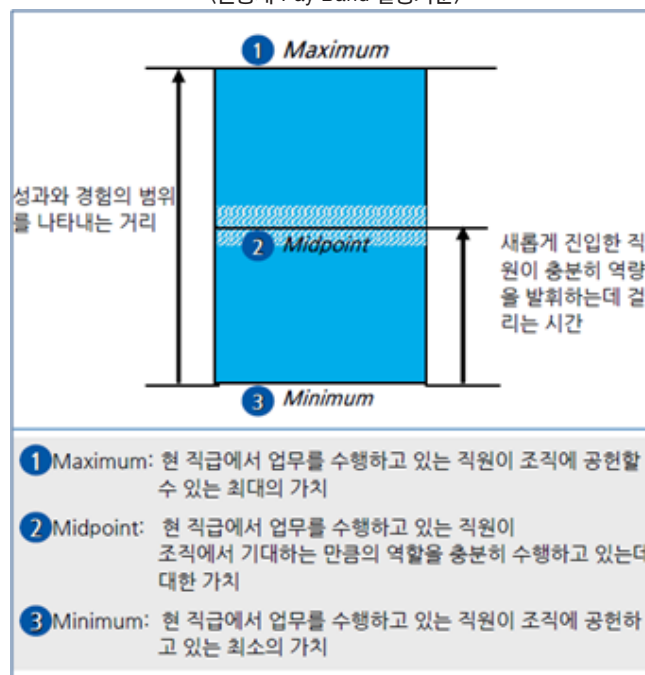 1 Maximum
성과와 경험의 범위
를 나타내는 거리
2 Midpoint
새롭게 진입한 직
원이 충분히 역량
을 발휘하는데 걸
리는 시간
3 Minimum
1 Maximum: 현 직급에서 업무를 수행하고 있는 직원이 조직에 공헌할
수 있는 최대의 가치
2 Midpoint: 현 직급에서 업무를 수행하고 있는 직원이
조직에서 기대하는 만큼의 역할을 충분히 수행하고 있는데
대한 가치
3 Minimum: 현 직급에서 업무를 수행하고 있는 직원이 조직에 공헌하
고 있는 최소의 가치